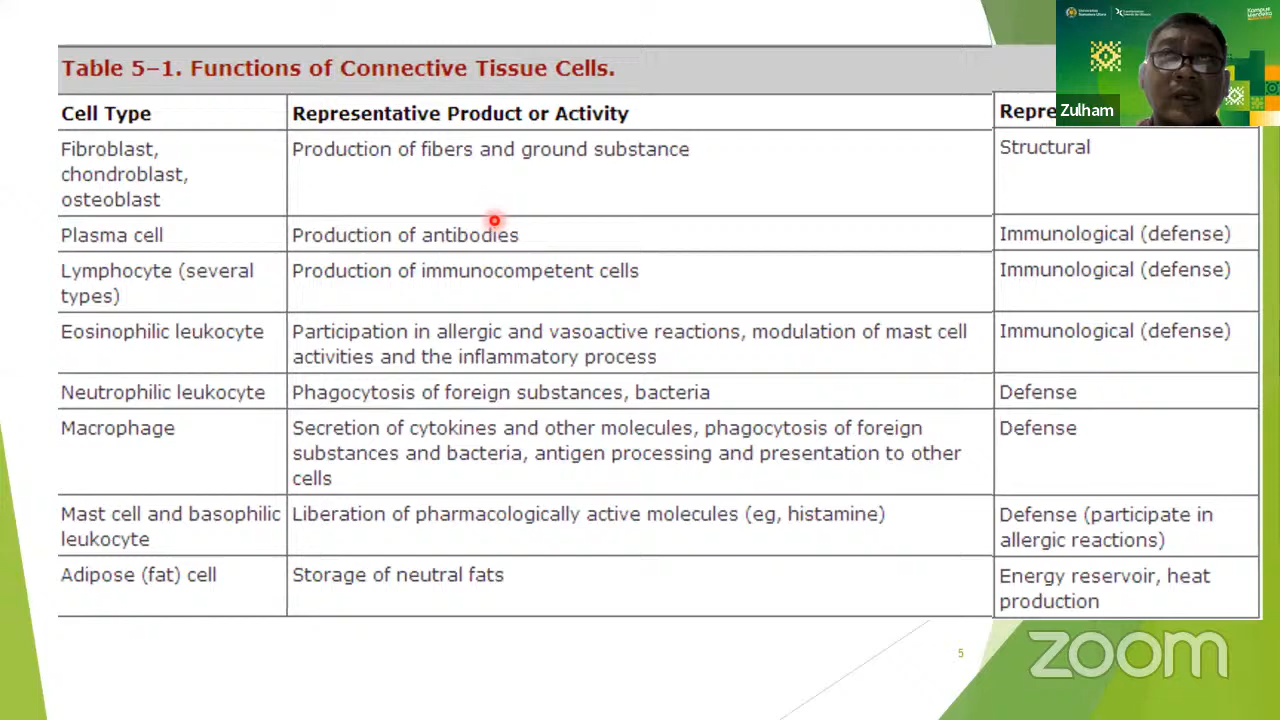 Table 5–1. Functions of Connective Tissue Cells.
Cell Type
Representative Product or Activity
Repre
Fibroblast,
chondroblast,
osteoblast
Production of fibers and ground substance
Structural
Plasma cell
Production of antibodies
Immunological (defense)
Lymphocyte (several
types)
Production of immunocompetent cells
Immunological (defense)
Eosinophilic leukocyte
Participation in allergic and vasoactive reactions, modulation of mast cell
activities and the inflammatory process
Immunological (defense)
Neutrophilic leukocyte
Phagocytosis of foreign substances, bacteria
Defense
Macrophage
Secretion of cytokines and other molecules, phagocytosis of foreign
substances and bacteria, antigen processing and presentation to other
cells
Defense
Mast cell and basophilic
leukocyte
Liberation of pharmacologically active molecules (eg, histamine)
Defense (participate in
allergic reactions)
Adipose (fat) cell
Storage of neutral fats
Energy reservoir, heat
production
5
zoom
Zulham